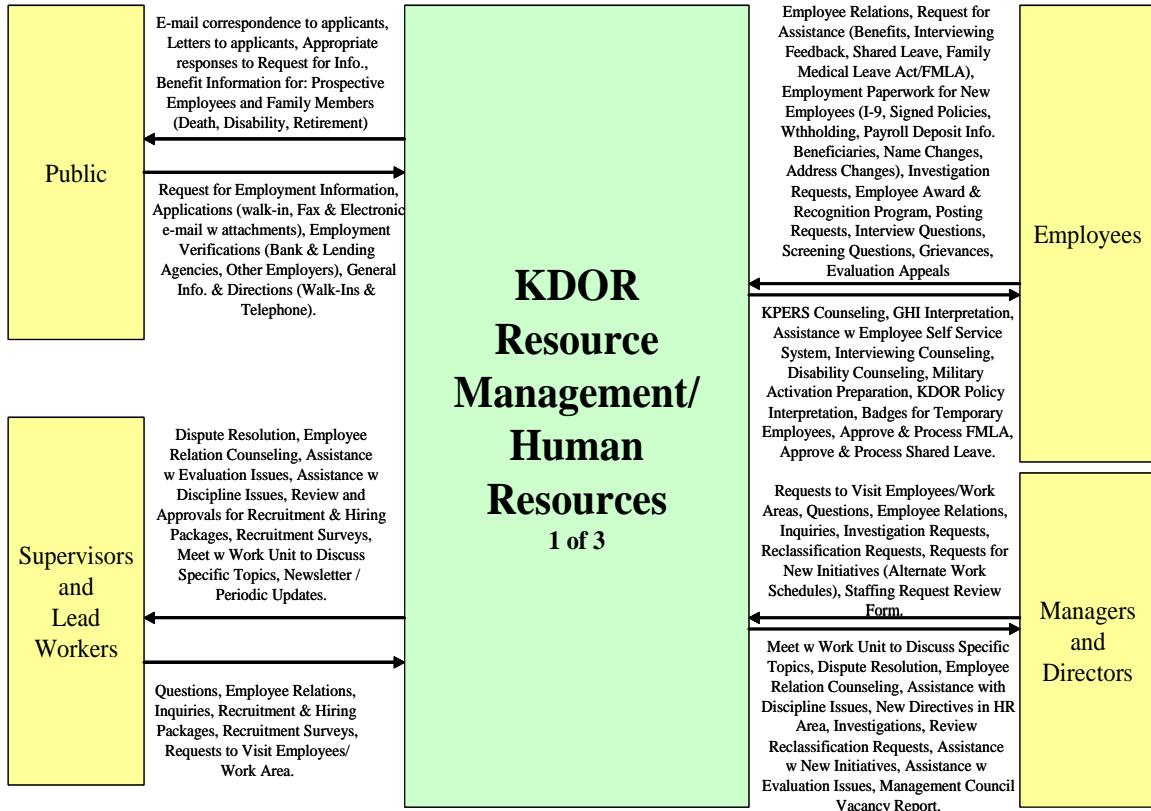 E-mail correspondence to applicants,
Letters to applicants, Appropriate
responses to Request for Info.,
Benefit Information for: Prospective
Employees and Family Members
(Death, Disability, Retirement)
Public
Request for Employment Information,
Applications (walk-in, Fax & Electronic
e-mail w attachments), Employment
Verifications (Bank & Lending
Agencies, Other Employers), General
Info. & Directions (Walk-Ins &
Telephone).
Dispute Resolution, Employee
Relation Counseling, Assistance
w Evaluation Issues, Assistance w
Discipline Issues, Review and
Approvals for Recruitment & Hiring
Packages, Recruitment Surveys,
Meet w Work Unit to Discuss
Specific Topics, Newsletter /
Periodic Updates.
Supervisors
and
Lead
Workers
Questions, Employee Relations,
Inquiries, Recruitment & Hiring
Packages, Recruitment Surveys,
Requests to Visit Employees/
Work Area.
KDOR
Resource
Management/
Human
Resources
1 of 3
Employee Relations, Request for
Assistance (Benefits, Interviewing
Feedback, Shared Leave, Family
Medical Leave Act/FMLA),
Employment Paperwork for New
Employees (I-9, Signed Policies,
Wthholding, Payroll Deposit Info.
Beneficiaries, Name Changes,
Address Changes), Investigation
Requests, Employee Award &
Recognition Program, Posting
Requests, Interview Questions,
Screening Questions, Grievances,
Evaluation Appeals
Employees
KPERS Counseling, GHI Interpretation,
Assistance w Employee Self Service
System, Interviewing Counseling,
Disability Counseling, Military
Activation Preparation, KDOR Policy
Interpretation, Badges for Temporary
Employees, Approve & Process FMLA,
Approve & Process Shared Leave.
Requests to Visit Employees/Work
Areas, Questions, Employee Relations,
Inquiries, Investigation Requests,
Reclassification Requests, Requests for
New Initiatives (Alternate Work
Schedules), Staffing Request Review
Form.
Managers
and
Directors
Meet w Work Unit to Discuss Specific
Topics, Dispute Resolution, Employee
Relation Counseling, Assistance with
Discipline Issues, New Directives in HR
Area, Investigations, Review
Reclassification Requests, Assistance
w New Initiatives, Assistance w
Evaluation Issues, Management Council
Vacancy Report.